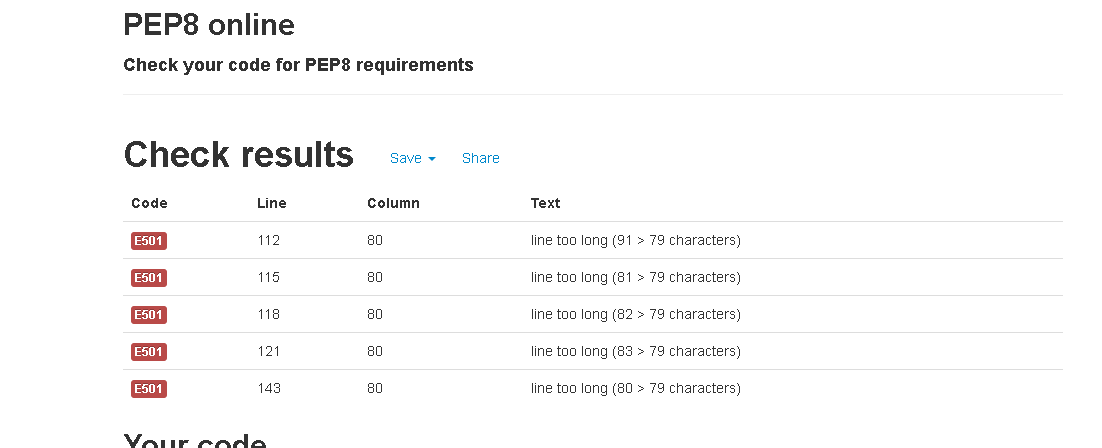 PEP8 online
Check your code for PEP8 requirements
Check results Save Share
Code Line Column Text
E501 112 80 line too long (91 > 79 characters)
E501 115 80 line too long (81 > 79 characters)
E501 118 80 line too long (82 > 79 characters)
E501 121 80 line too long (83 > 79 characters)
E501 143 80 line too long (80 > 79 characters)
Your code